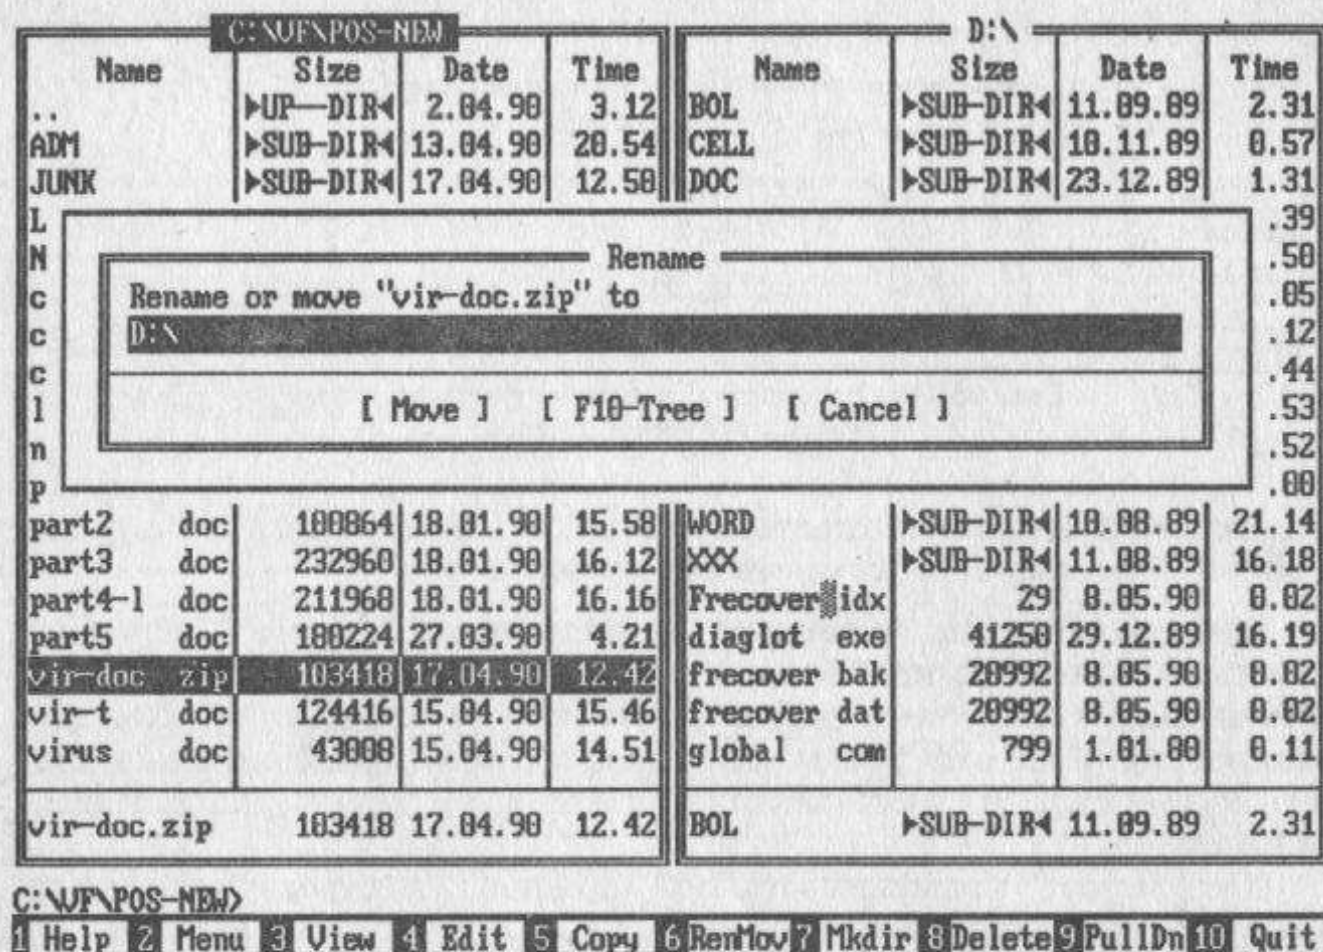 C:\VF\POS-NEW D:\
Name Size Date Time Name Size Date Time
.. ►UP--DIR◄ 2.04.90 3.12 BOL ►SUB-DIR◄ 11.09.89 2.31
ADM ►SUB-DIR◄ 13.04.90 20.54 CELL ►SUB-DIR◄ 10.11.89 0.57
JUNK ►SUB-DIR◄ 17.04.90 12.50 DOC ►SUB-DIR◄ 23.12.89 1.31
L .39
N Rename .50
c Rename or move "vir-doc.zip" to .05
c D:\ .12
c .44
l [ Move ] [ F10-Tree ] [ Cancel ] .53
n .52
p .00
part2 doc 100864 18.01.90 15.58 WORD ►SUB-DIR◄ 10.08.89 21.14
part3 doc 232960 18.01.90 16.12 XXX ►SUB-DIR◄ 11.08.89 16.18
part4-l doc 211968 18.01.90 16.16 Frecover▒idx 29 8.05.90 0.02
part5 doc 180224 27.03.90 4.21 diaglot exe 41250 29.12.89 16.19
vir-doc zip 103418 17.04.90 12.42 frecover bak 20992 8.05.90 0.02
vir-t doc 124416 15.04.90 15.46 frecover dat 20992 8.05.90 0.02
virus doc 43008 15.04.90 14.51 global com 799 1.01.80 0.11
vir-doc.zip 103418 17.04.90 12.42 BOL ►SUB-DIR◄ 11.09.89 2.31
C:\VF\POS-NEW>
1 Help 2 Menu 3 View 4 Edit 5 Copy 6 RenMov 7 Mkdir 8 Delete 9 PullDn 10 Quit